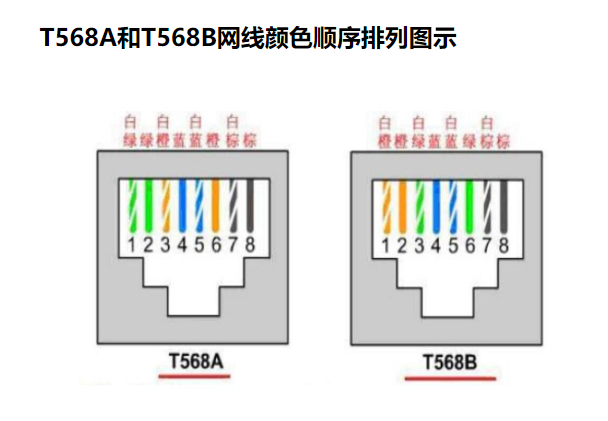 T568A和T568B网线颜色顺序排列图示
白 白 白 白
绿 绿 橙 蓝 蓝 橙 棕 棕
1 2 3 4 5 6 7 8
T568A
白 白 白 白
橙 橙 绿 蓝 蓝 绿 棕 棕
1 2 3 4 5 6 7 8
T568B